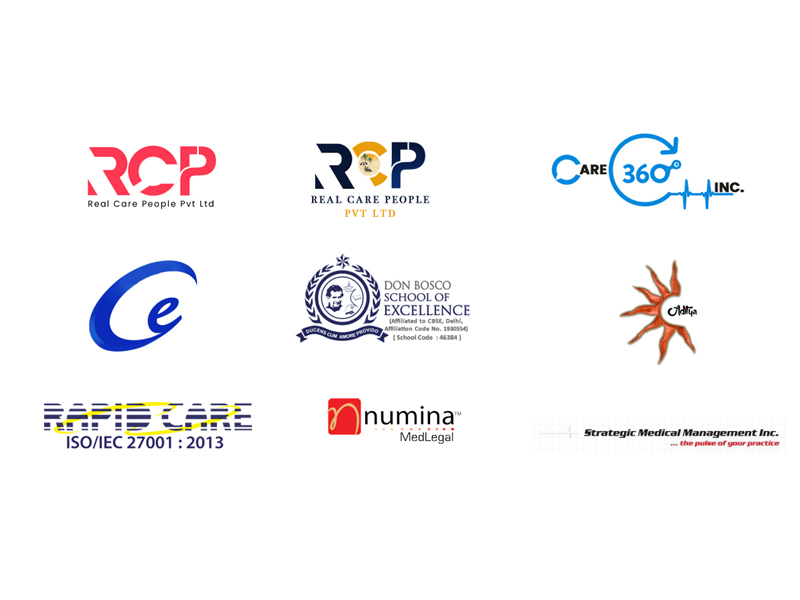 RCP
Real Care People Pvt Ltd
RCP
REAL CARE PEOPLE
PVT LTD
CARE 360° INC.
Ce
DON BOSCO
SCHOOL OF
EXCELLENCE
(Affiliated to CBSE, Delhi,
Affiliation Code No. 1930554)
( School Code : 46384 )
DUCENS CUM AMORE PROVIDO
Aditya
RAPID CARE
ISO/IEC 27001 : 2013
n numina™
MedLegal
Strategic Medical Management Inc.
... the pulse of your practice